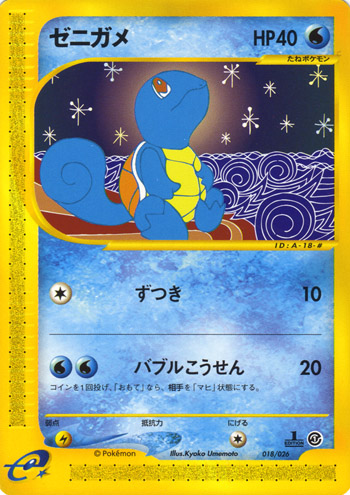 ゼニガメ HP40
たねポケモン
ID:A-18-#
ずつき 10
バブルこうせん 20
コインを1回投げ、「おもて」なら、相手を「マヒ」状態にする。
弱点 抵抗力 にげる
1 EDITION
©Pokémon Illus.Kyoko Umemoto 018/026
e